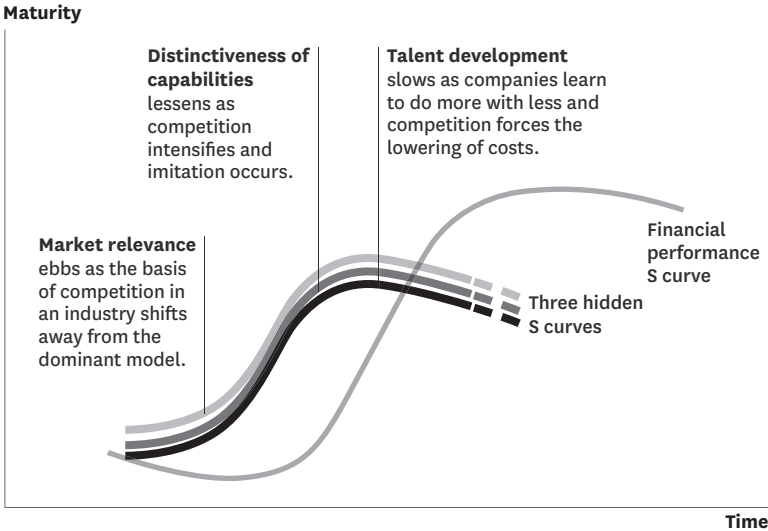 Maturity
Distinctiveness of
capabilities
lessens as
competition
intensifies and
imitation occurs.
Talent development
slows as companies learn
to do more with less and
competition forces the
lowering of costs.
Market relevance
ebbs as the basis
of competition in
an industry shifts
away from the
dominant model.
Financial
performance
S curve
Three hidden
S curves
Time